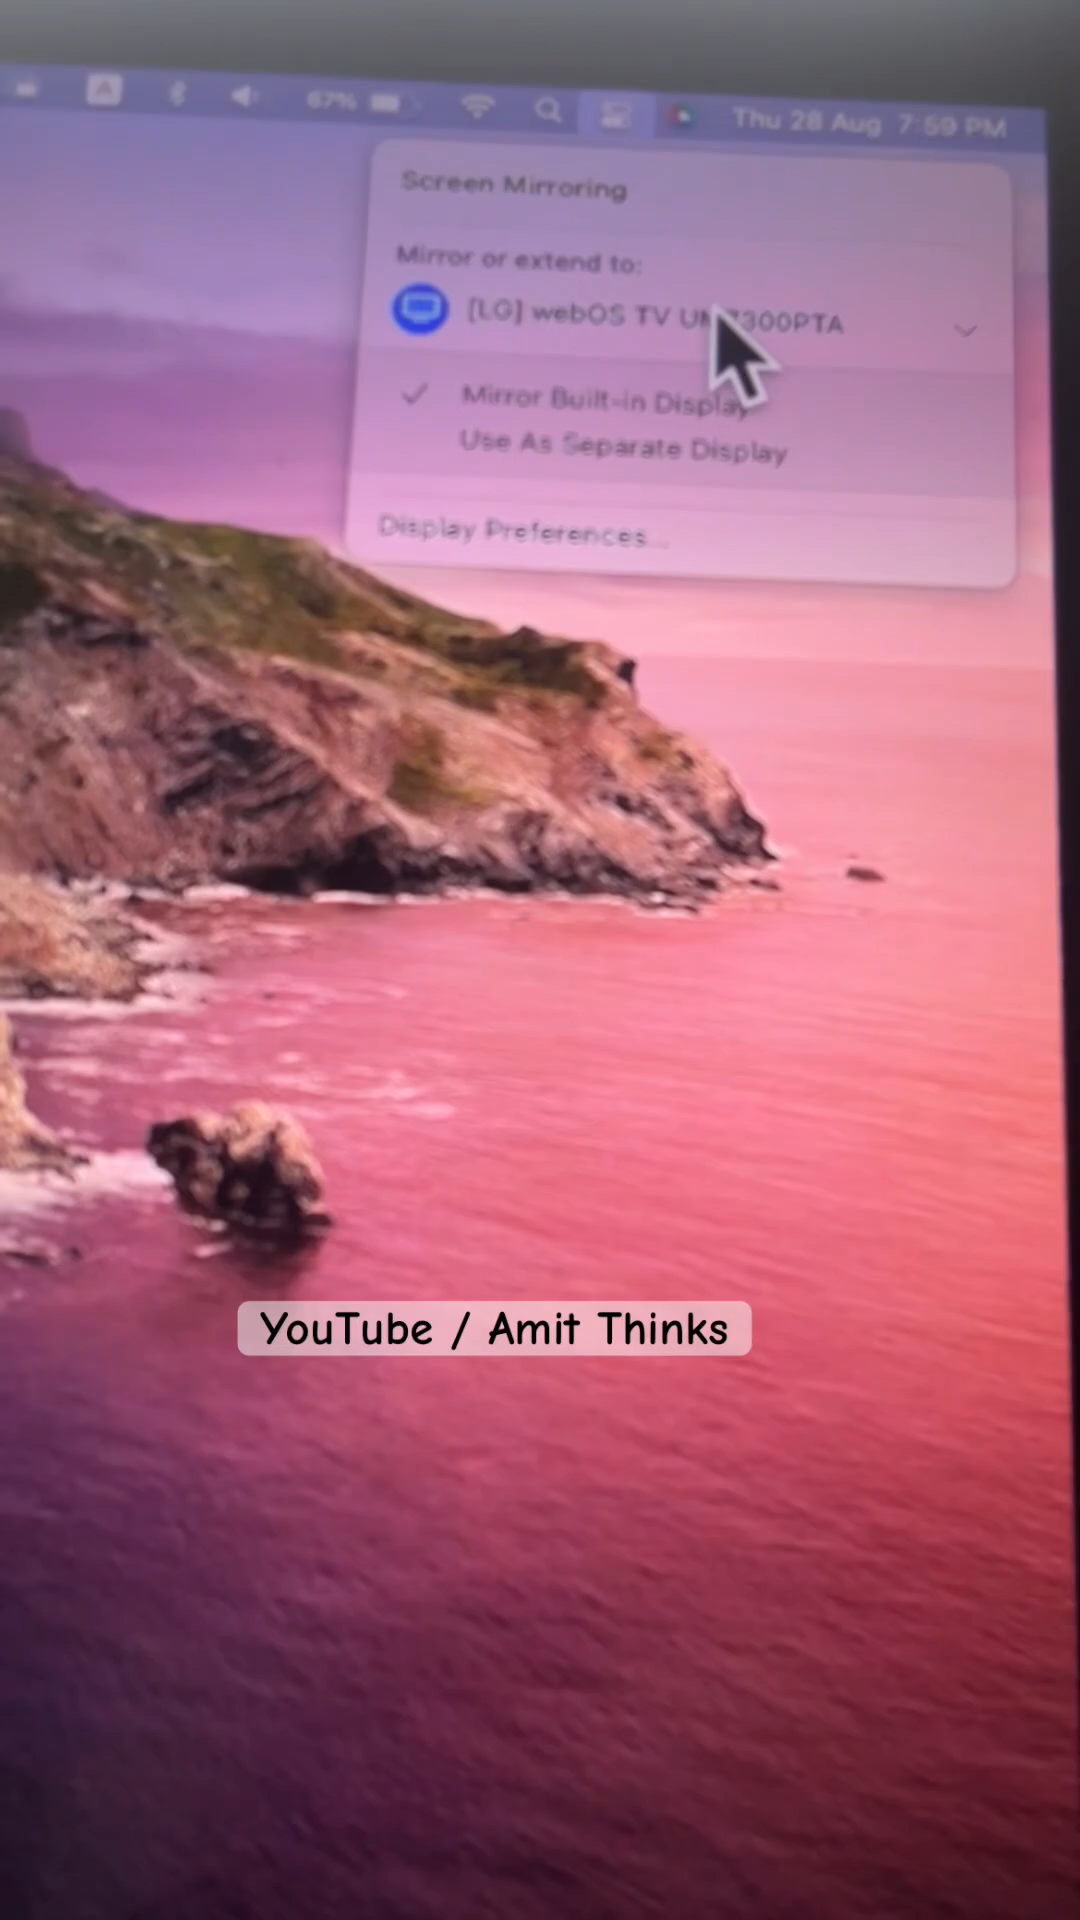 A 67% Thu 28 Aug 7:59 PM
Screen Mirroring
Mirror or extend to:
[LG] webOS TV
Mirror Built-in Display
Use As Separate Display
Display Preferences...
YouTube / Amit Thinks